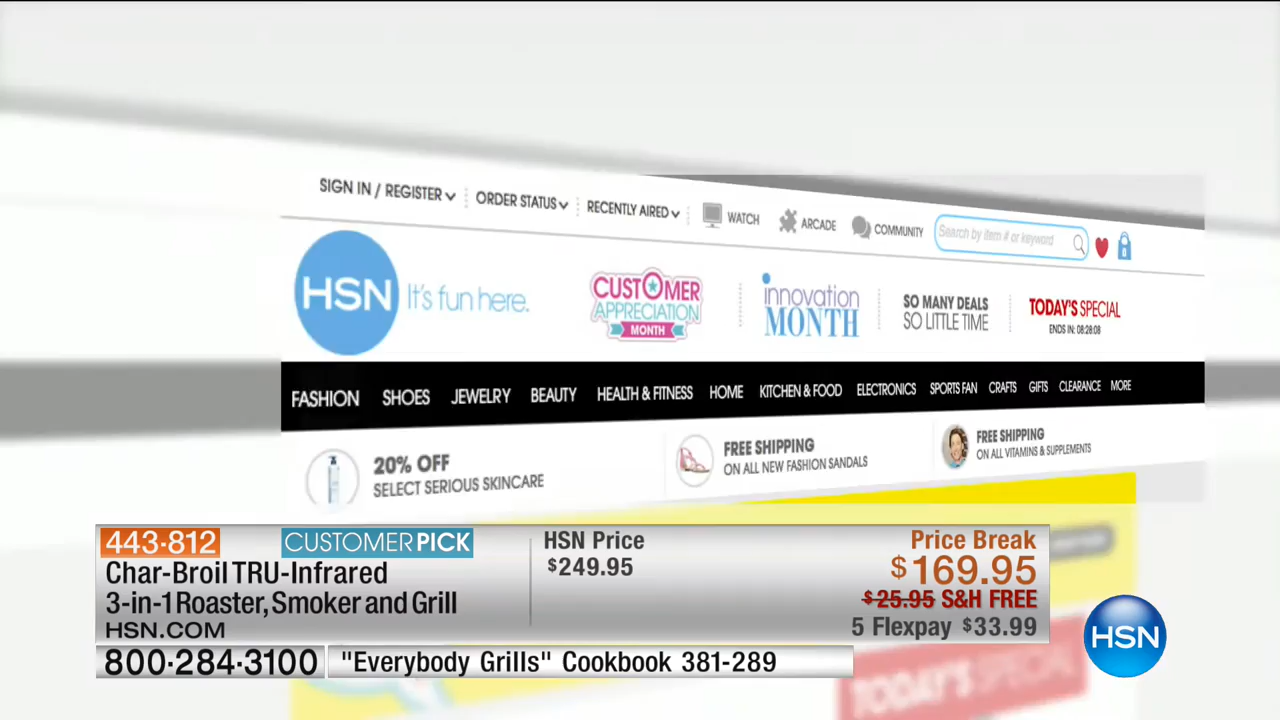 SIGN IN / REGISTER ORDER STATUS RECENTLY AIRED WATCH ARCADE COMMUNITY Search by item # or keyword
HSN It's fun here.
CUSTOMER
APPRECIATION
MONTH
innovation
MONTH
SO MANY DEALS
SO LITTLE TIME
TODAY'S SPECIAL
ENDS IN: 08:28:08
FASHION SHOES JEWELRY BEAUTY HEALTH & FITNESS HOME KITCHEN & FOOD ELECTRONICS SPORTS FAN CRAFTS GIFTS CLEARANCE MORE
20% OFF
SELECT SERIOUS SKINCARE
FREE SHIPPING
ON ALL NEW FASHION SANDALS
FREE SHIPPING
ON ALL VITAMINS & SUPPLEMENTS
443-812 CUSTOMER PICK
Char-Broil TRU-Infrared
3-in-1 Roaster, Smoker and Grill
HSN.COM
HSN Price
$249.95
Price Break
$169.95
$25.95 S&H FREE
5 Flexpay $33.99
HSN
800-284-3100 "Everybody Grills" Cookbook 381-289
TODAY'S SPECIAL